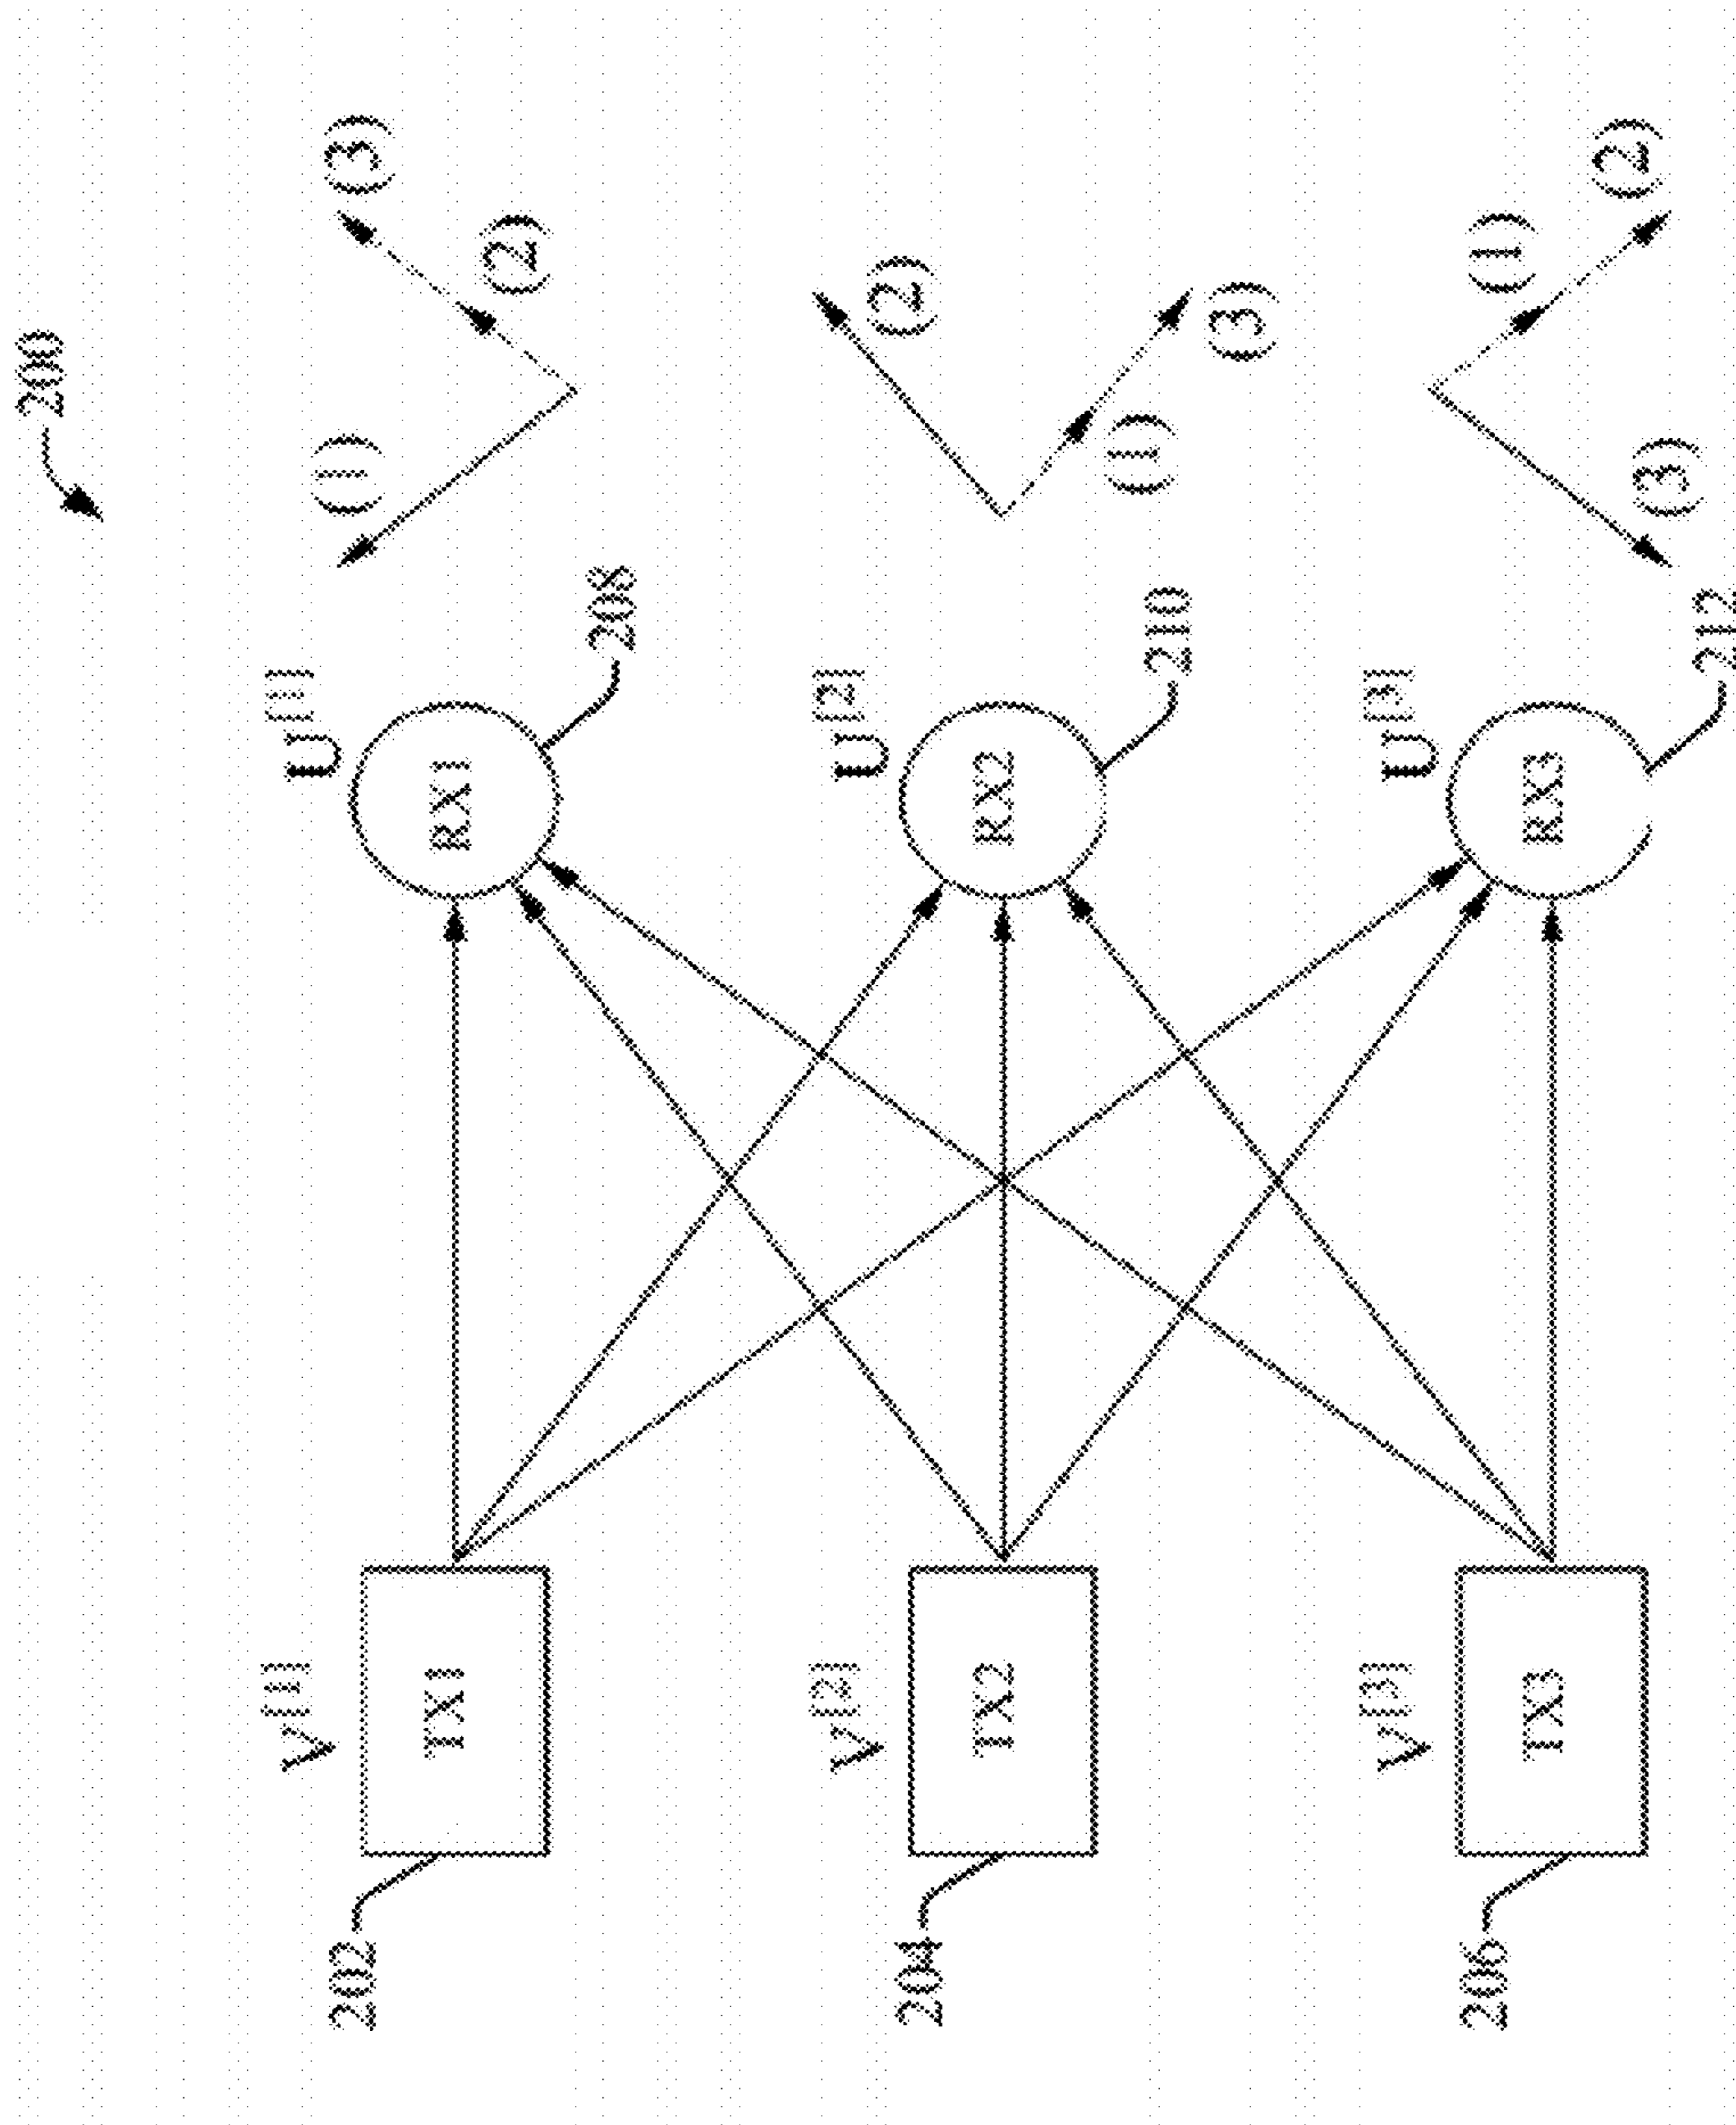 200
202
V[1]
TX1
RX1
U[1]
208
(1)
(2)
(3)
204
V[2]
TX2
RX2
U[2]
210
(2)
(1)
(3)
206
V[3]
TX3
RX3
U[3]
212
(3)
(1)
(2)